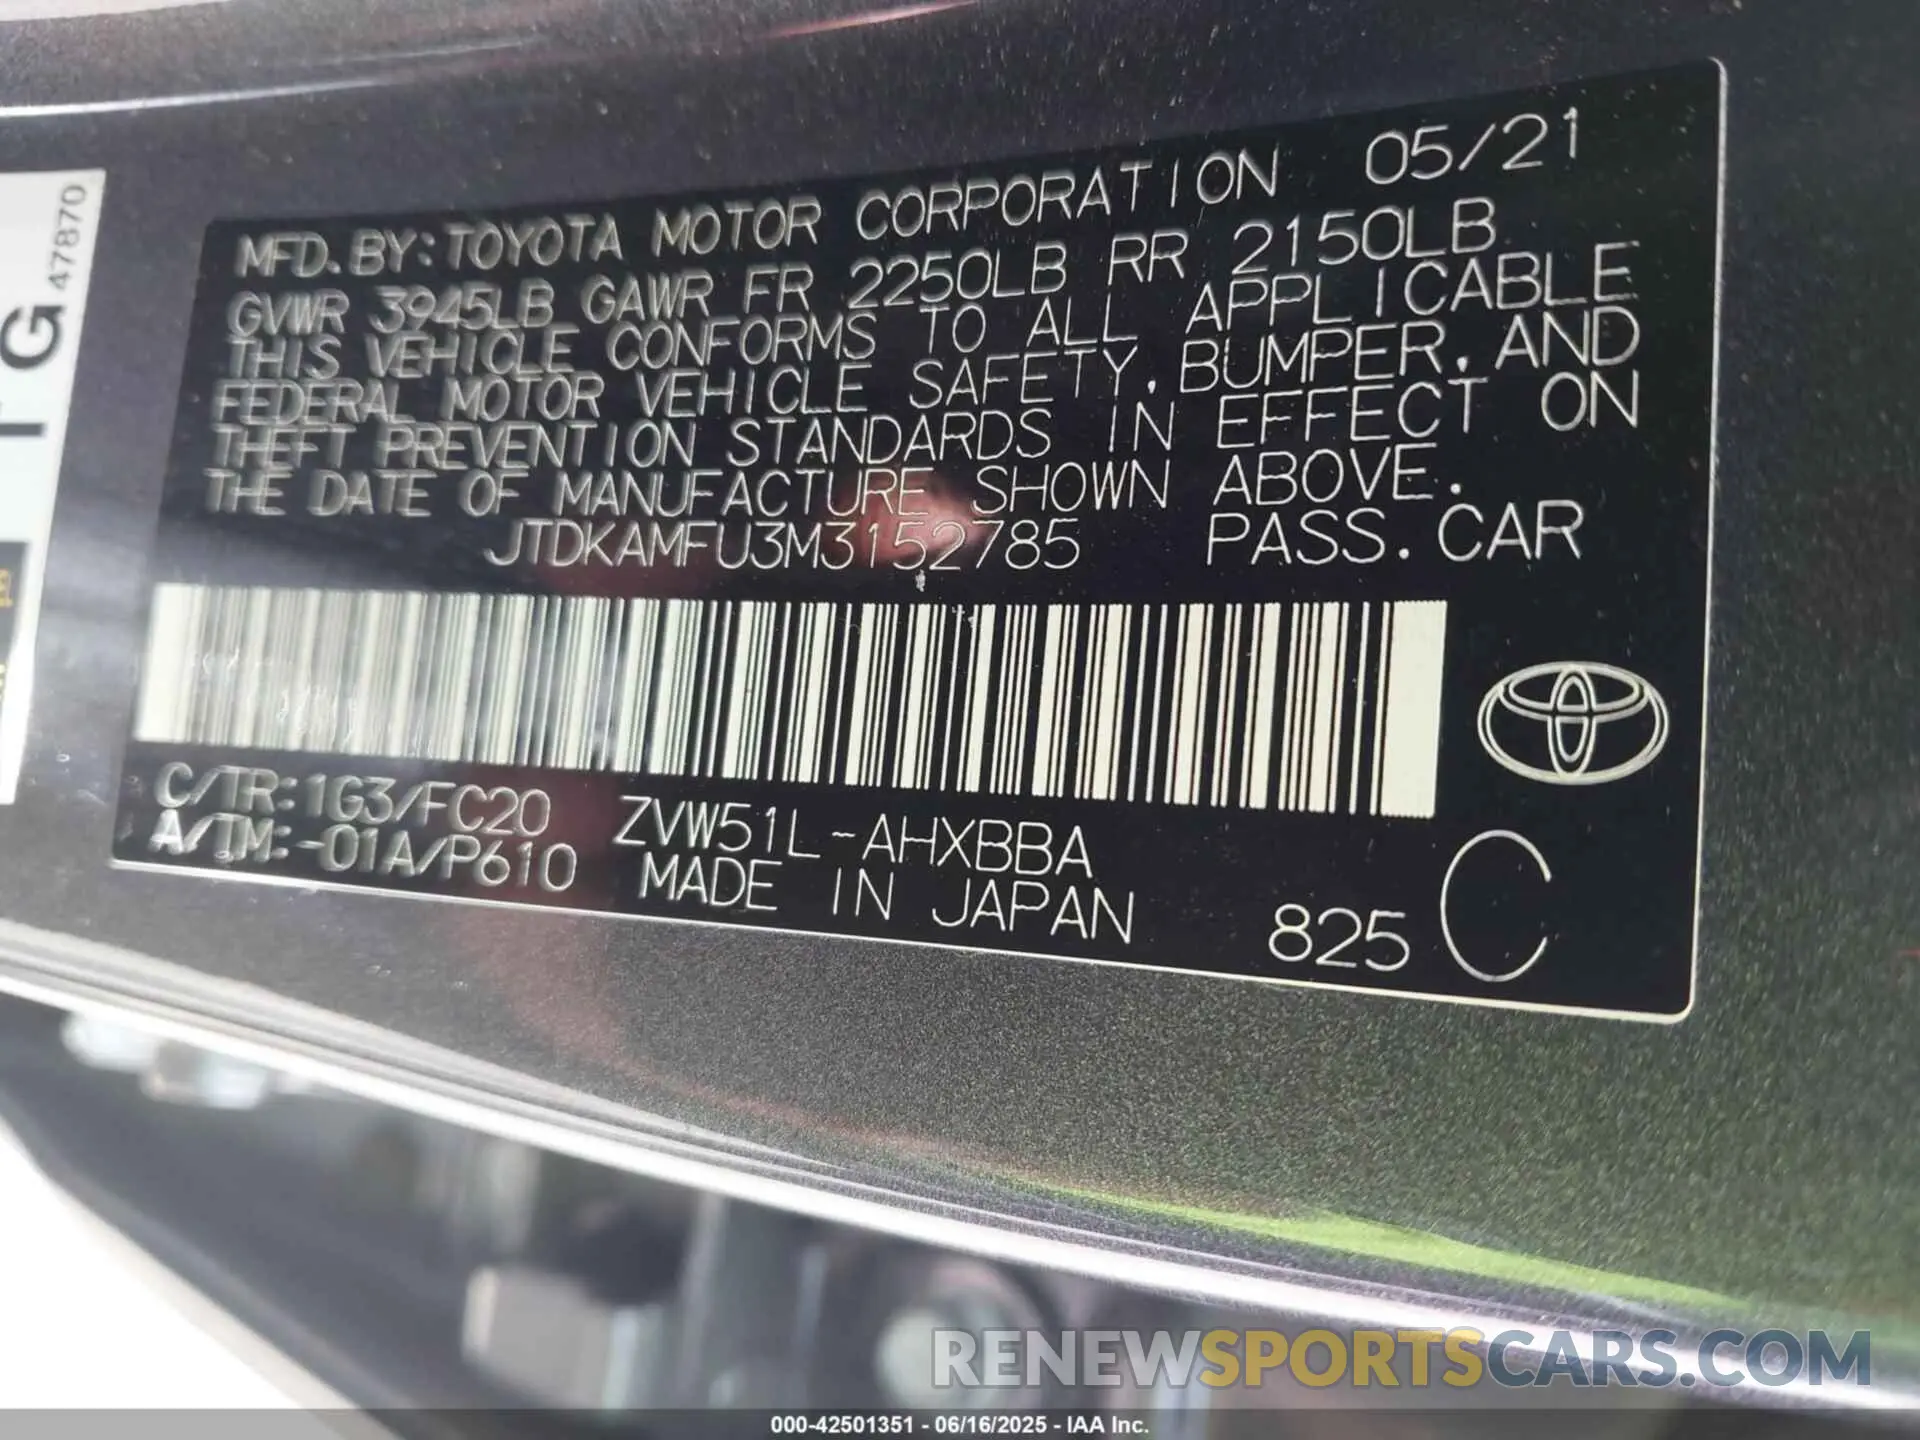 MFD. BY: TOYOTA MOTOR CORPORATION 05/21
GVWR 3945LB GAWR FR 2250LB RR 2150LB
THIS VEHICLE CONFORMS TO ALL APPLICABLE
FEDERAL MOTOR VEHICLE SAFETY, BUMPER, AND
THEFT PREVENTION STANDARDS IN EFFECT ON
THE DATE OF MANUFACTURE SHOWN ABOVE.
JTDKAMFU3M3152785 PASS. CAR
C/TR: 1G3/FC20 ZVW51L-AHXBBA
A/TM: -01A/P610 MADE IN JAPAN
825 C
47870
TG
RENEWSPORTSCARS.COM
000-42501351 - 06/16/2025 - IAA Inc.